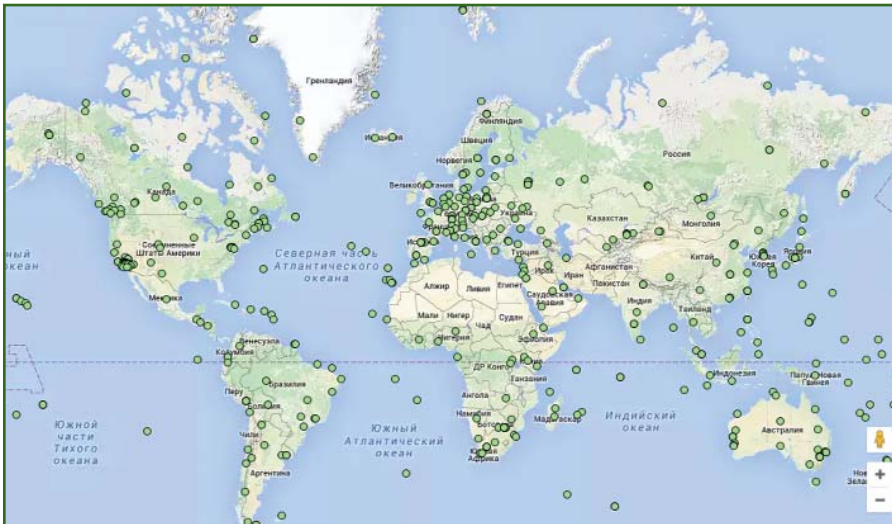 Гренландия
Исландия
Финляндия
Швеция
Норвегия
Россия
Великобритания
Канада
Украина
Казахстан
Монголия
Северная часть
Атлантического
океана
Соединенные
Штаты Америки
Турция
Китай
Южная
Корея
Япония
океан
Ирак
Иран
Афганистан
Пакистан
Алжир
Ливия
Египет
Саудовская
Аравия
Индия
Мексика
Мали
Нигер
Судан
Чад
Таиланд
Нигерия
Эфиопия
Венесуэла
Колумбия
ДР Конго
Индонезия
Папуа - Новая
Гвинея
Танзания
Перу
Бразилия
Ангола
Боливия
Намибия
Мадагаскар
Индийский
океан
Южной
части
Тихого
океана
Южный
Атлантический
океан
Чили
Австралия
Южная
Африка
Аргентина
+
−